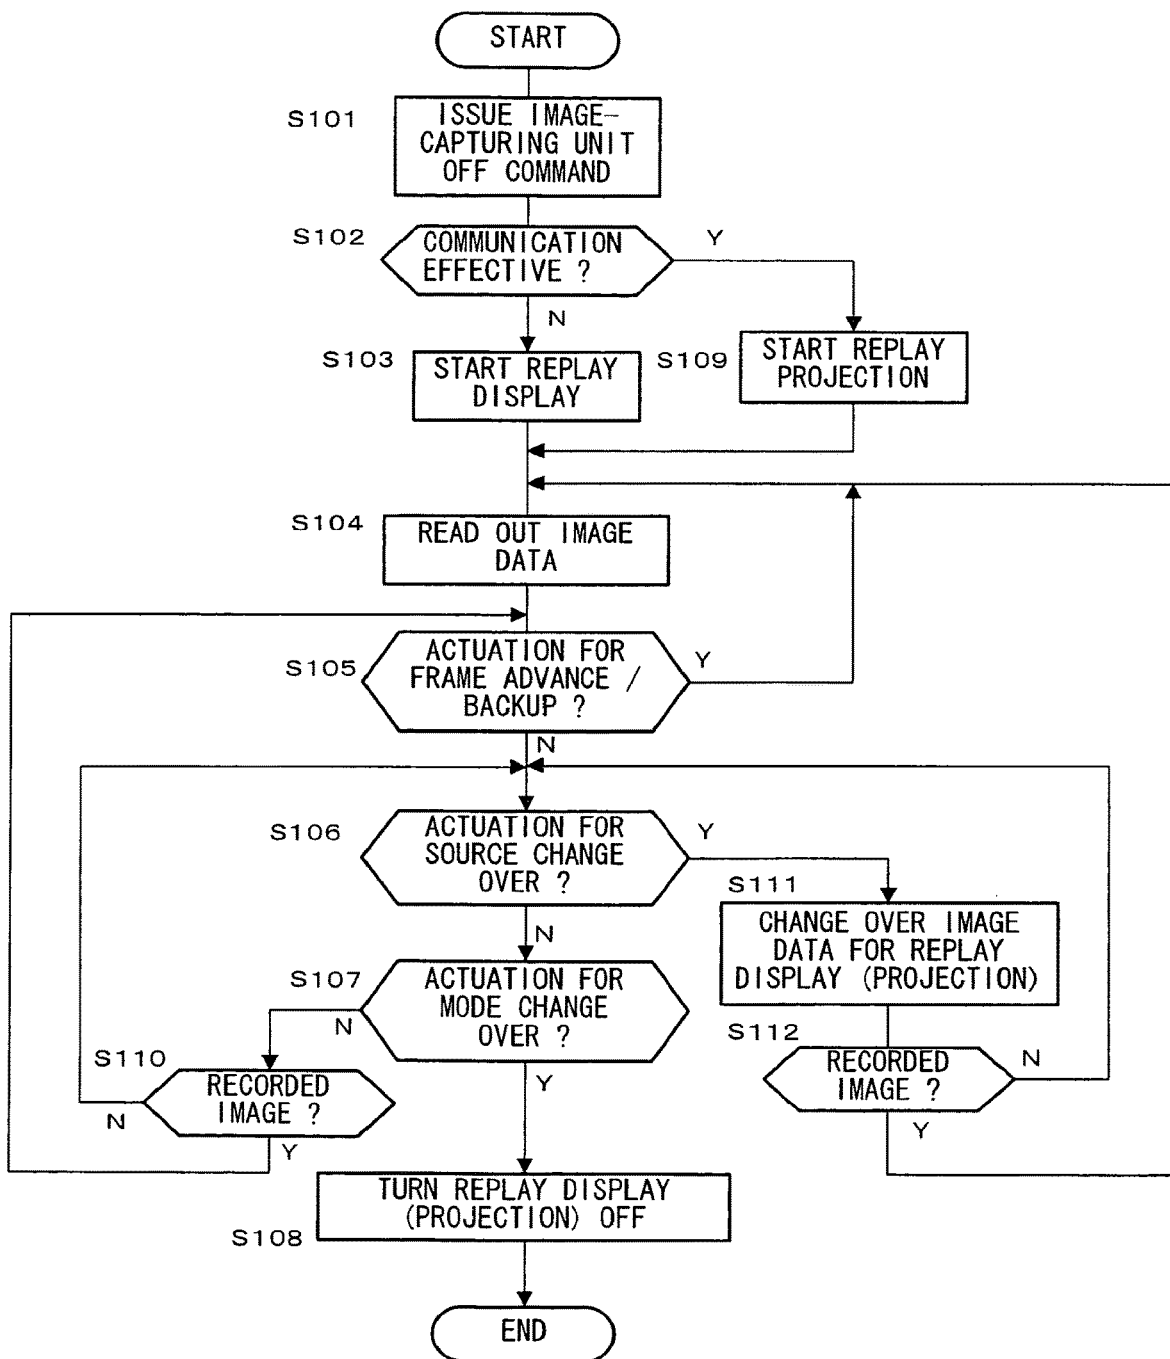 START
S101
ISSUE IMAGE-
CAPTURING UNIT
OFF COMMAND
S102
COMMUNICATION
EFFECTIVE ?
Y
N
S103
START REPLAY
DISPLAY
S109
START REPLAY
PROJECTION
S104
READ OUT IMAGE
DATA
S105
ACTUATION FOR
FRAME ADVANCE /
BACKUP ?
Y
N
S106
ACTUATION FOR
SOURCE CHANGE
OVER ?
Y
N
S111
CHANGE OVER IMAGE
DATA FOR REPLAY
DISPLAY (PROJECTION)
S107
ACTUATION FOR
MODE CHANGE
OVER ?
N
Y
S112
RECORDED
IMAGE ?
N
Y
S110
RECORDED
IMAGE ?
N
Y
TURN REPLAY DISPLAY
(PROJECTION) OFF
S108
END